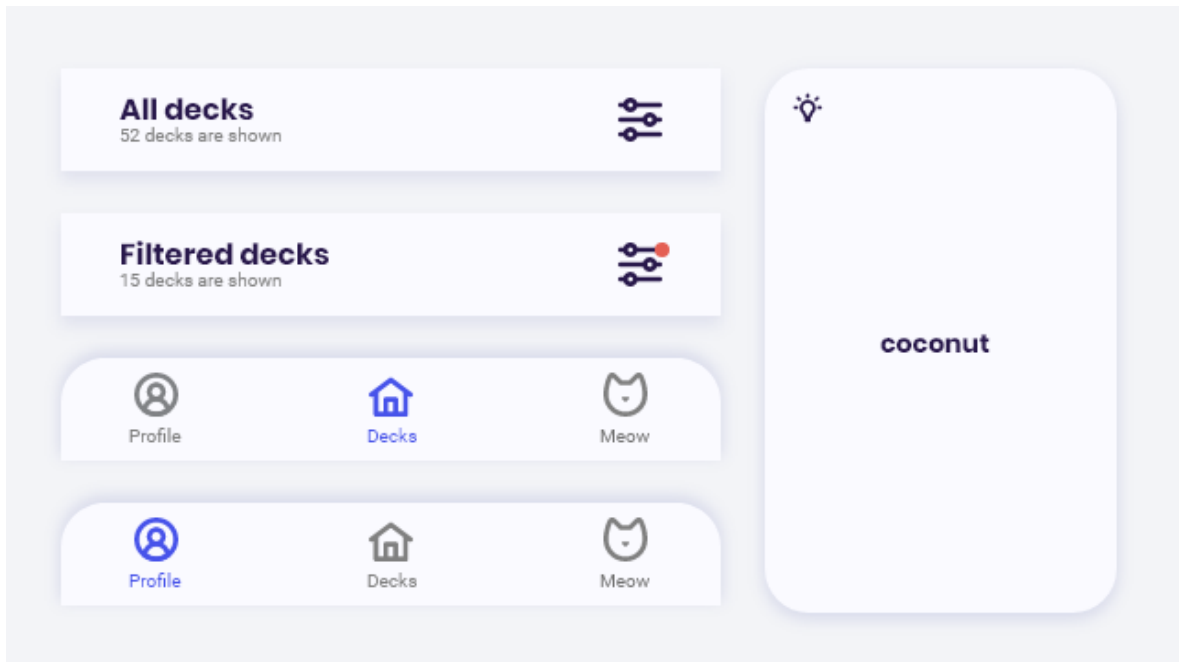 All decks
52 decks are shown
Filtered decks
15 decks are shown
Profile
Decks
Meow
Profile
Decks
Meow
coconut